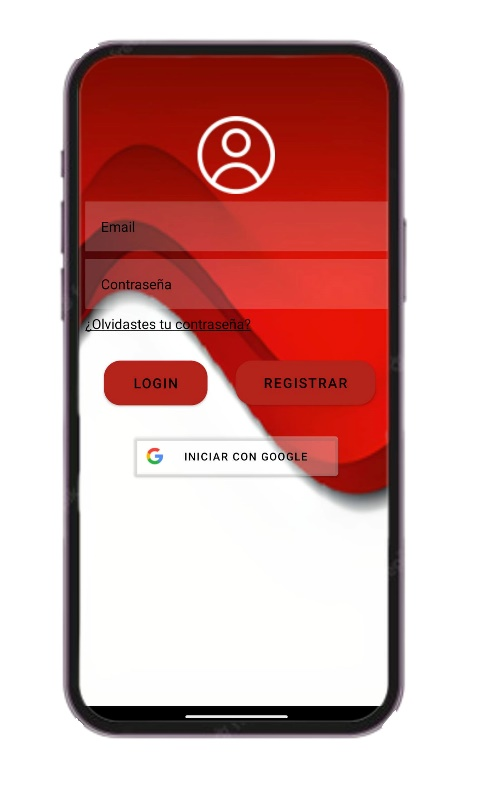 Email
Contraseña
¿Olvidastes tu contraseña?
LOGIN
REGISTRAR
INICIAR CON GOOGLE